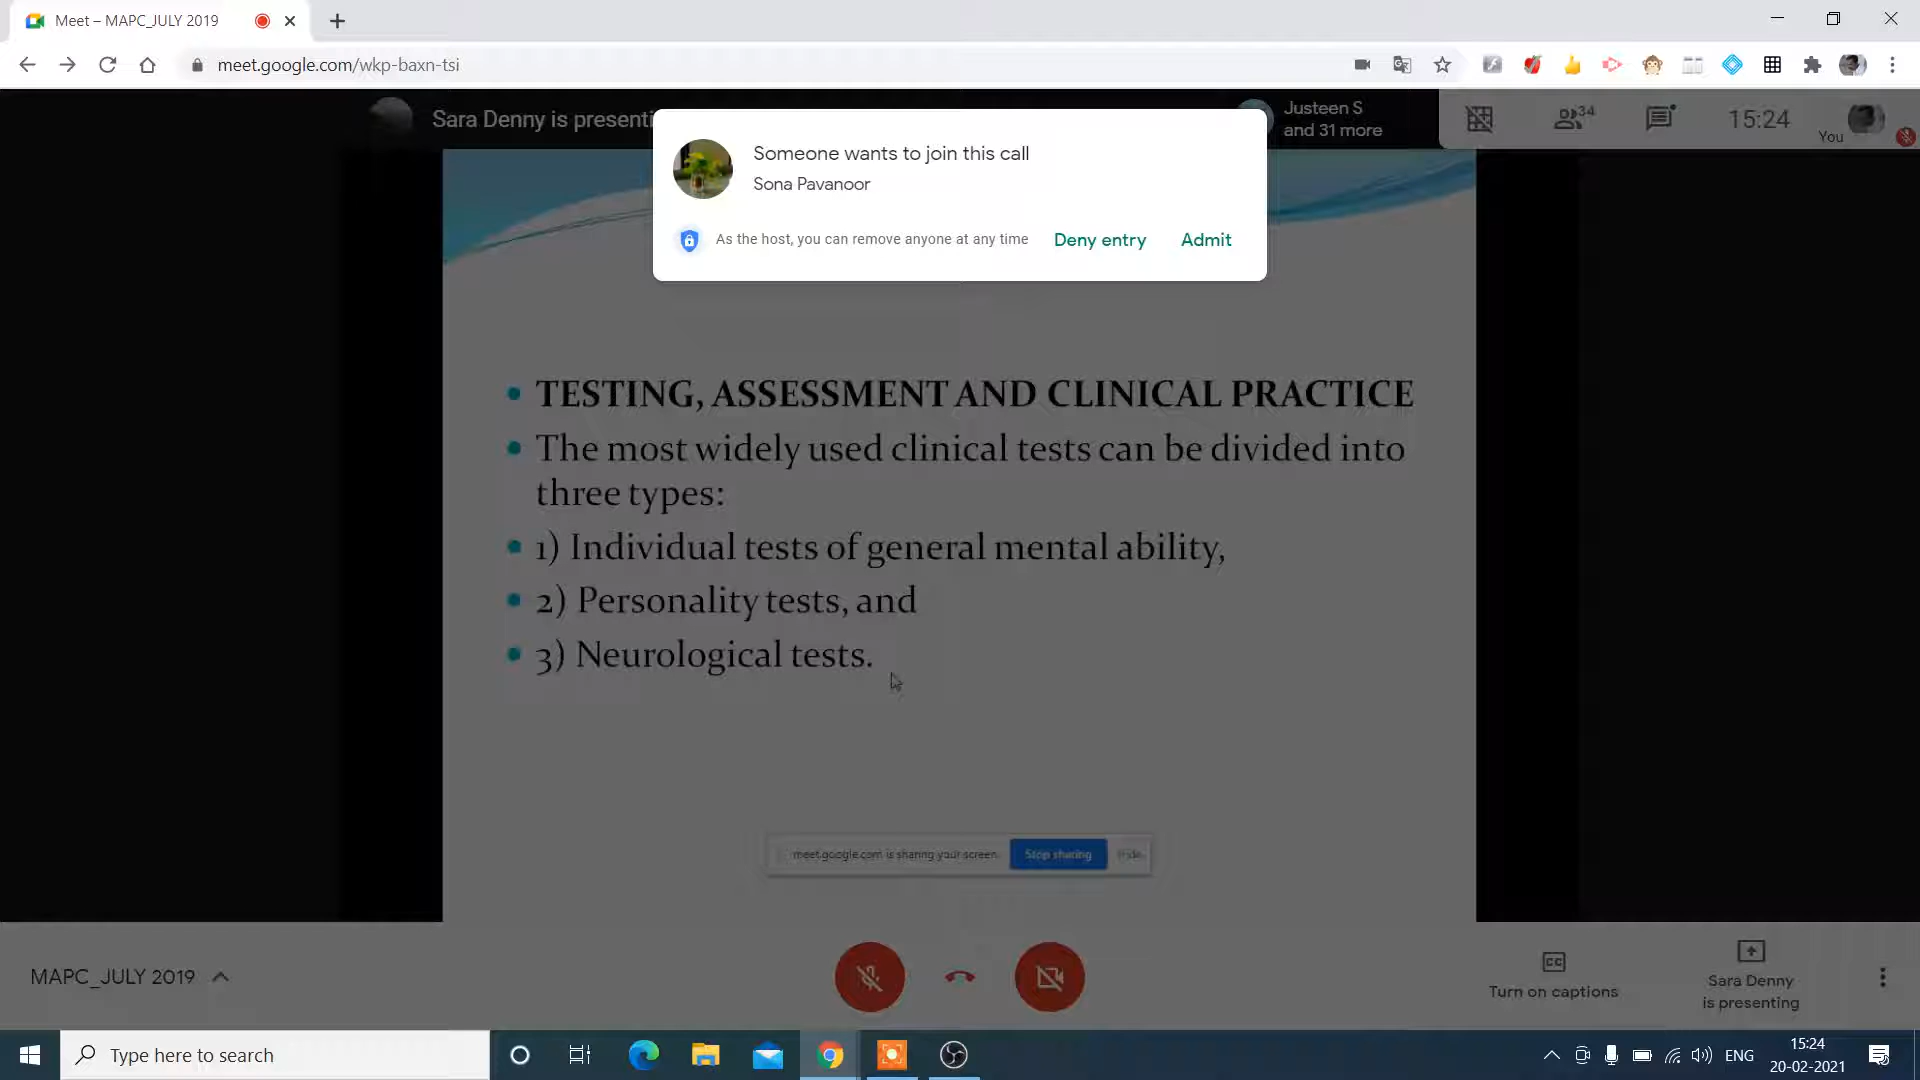 Meet – MAPC_JULY 2019
meet.google.com/wkp-baxn-tsi
Sara Denny is presenti
Justeen S
and 31 more
34
15:24
You
Someone wants to join this call
Sona Pavanoor
As the host, you can remove anyone at any time
Deny entry
Admit
• TESTING, ASSESSMENT AND CLINICAL PRACTICE
• The most widely used clinical tests can be divided into
three types:
• 1) Individual tests of general mental ability,
• 2) Personality tests, and
• 3) Neurological tests.
meet.google.com is sharing your screen.
Stop sharing
Hide
MAPC_JULY 2019
CC
Turn on captions
Sara Denny
is presenting
Type here to search
ENG
15:24
20-02-2021